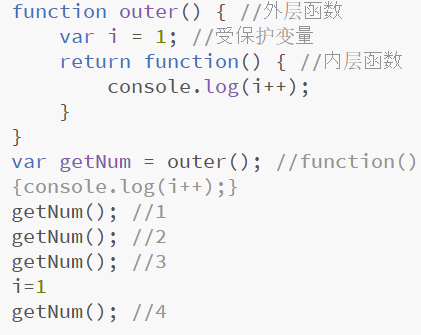 function outer() { //外层函数
var i = 1; //受保护变量
return function() { //内层函数
console.log(i++);
}
}
var getNum = outer(); //function()
{console.log(i++);}
getNum(); //1
getNum(); //2
getNum(); //3
i=1
getNum(); //4